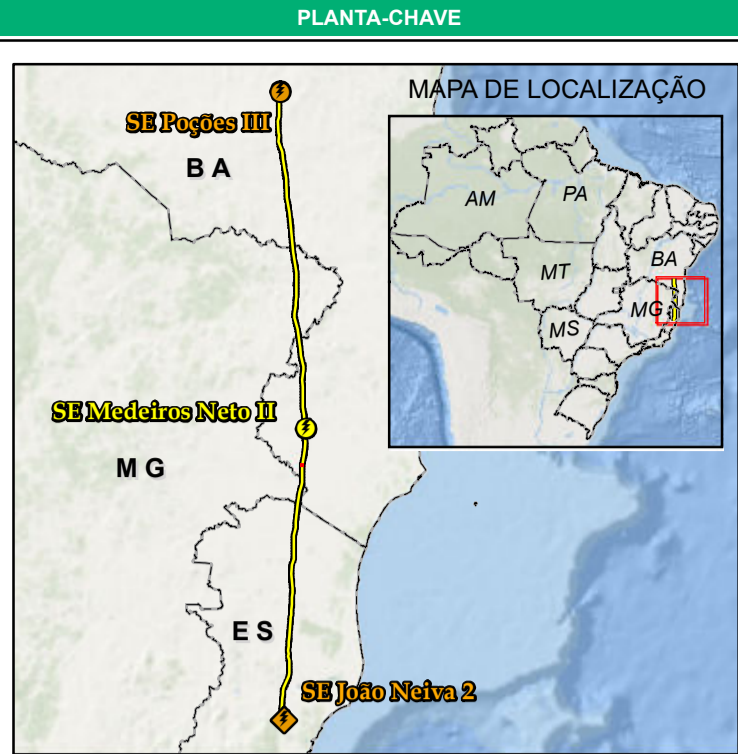 PLANTA-CHAVE
MAPA DE LOCALIZAÇÃO
SE Poções III
B A
AM
PA
BA
MT
MG
MS
SE Medeiros Neto II
M G
E S
SE João Neiva 2